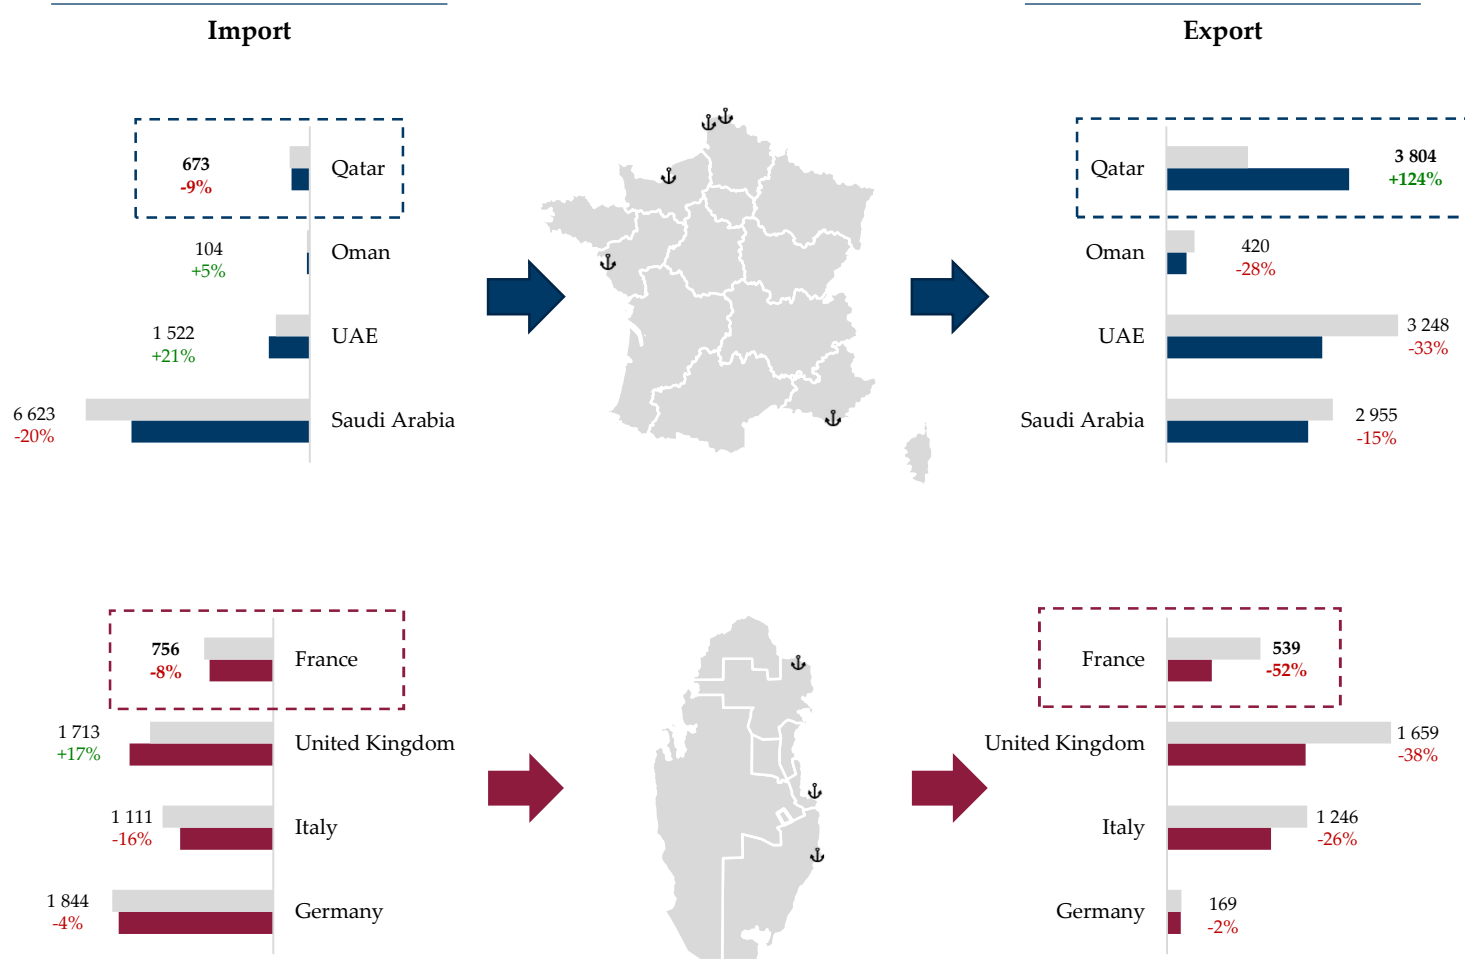 Import
Export
673
-9%
Qatar
104
+5%
Oman
1 522
+21%
UAE
6 623
-20%
Saudi Arabia
Qatar
3 804
+124%
Oman
420
-28%
UAE
3 248
-33%
Saudi Arabia
2 955
-15%
756
-8%
France
1 713
+17%
United Kingdom
1 111
-16%
Italy
1 844
-4%
Germany
France
539
-52%
United Kingdom
1 659
-38%
Italy
1 246
-26%
Germany
169
-2%